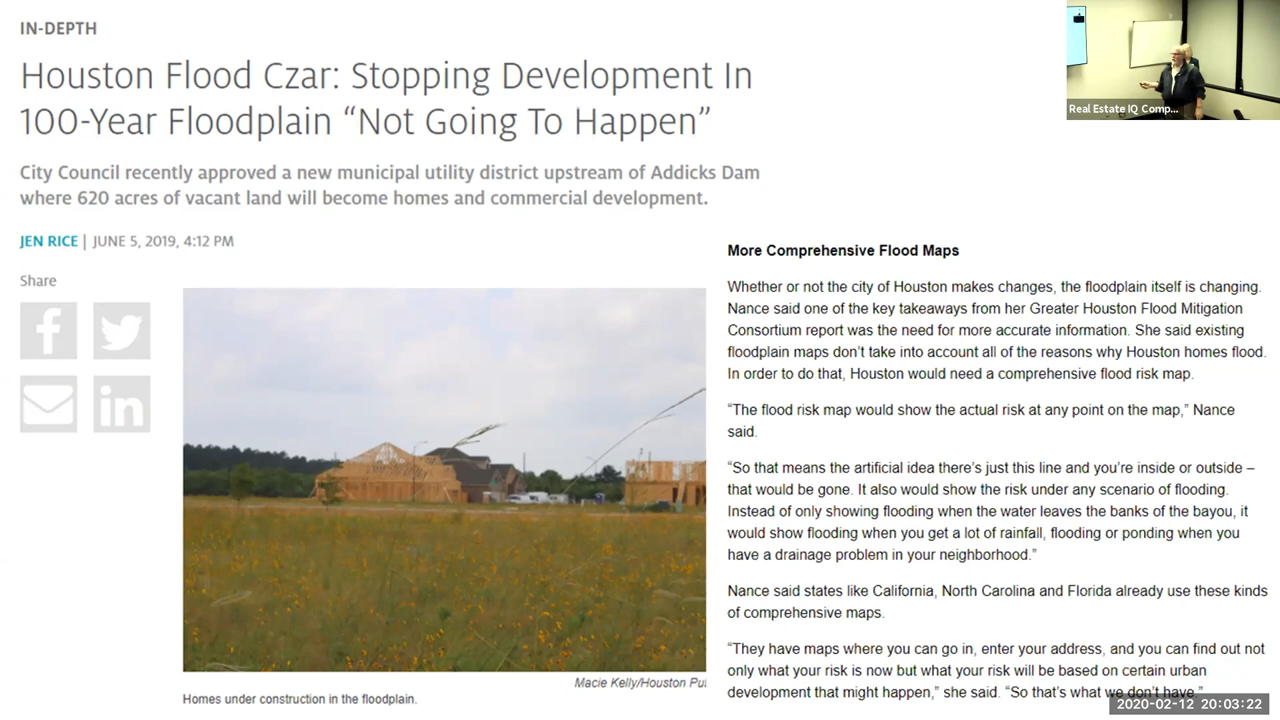 IN-DEPTH
Houston Flood Czar: Stopping Development In
100-Year Floodplain “Not Going To Happen”
City Council recently approved a new municipal utility district upstream of Addicks Dam
where 620 acres of vacant land will become homes and commercial development.
JEN RICE | JUNE 5, 2019, 4:12 PM
Share
Macie Kelly/Houston Pul
Homes under construction in the floodplain.
Real Estate IQ Comp...
More Comprehensive Flood Maps
Whether or not the city of Houston makes changes, the floodplain itself is changing.
Nance said one of the key takeaways from her Greater Houston Flood Mitigation
Consortium report was the need for more accurate information. She said existing
floodplain maps don’t take into account all of the reasons why Houston homes flood.
In order to do that, Houston would need a comprehensive flood risk map.
“The flood risk map would show the actual risk at any point on the map,” Nance
said.
“So that means the artificial idea there’s just this line and you’re inside or outside –
that would be gone. It also would show the risk under any scenario of flooding.
Instead of only showing flooding when the water leaves the banks of the bayou, it
would show flooding when you get a lot of rainfall, flooding or ponding when you
have a drainage problem in your neighborhood.”
Nance said states like California, North Carolina and Florida already use these kinds
of comprehensive maps.
“They have maps where you can go in, enter your address, and you can find out not
only what your risk is now but what your risk will be based on certain urban
development that might happen,” she said. “So that’s what we don’t have.”
2020-02-12 20:03:22